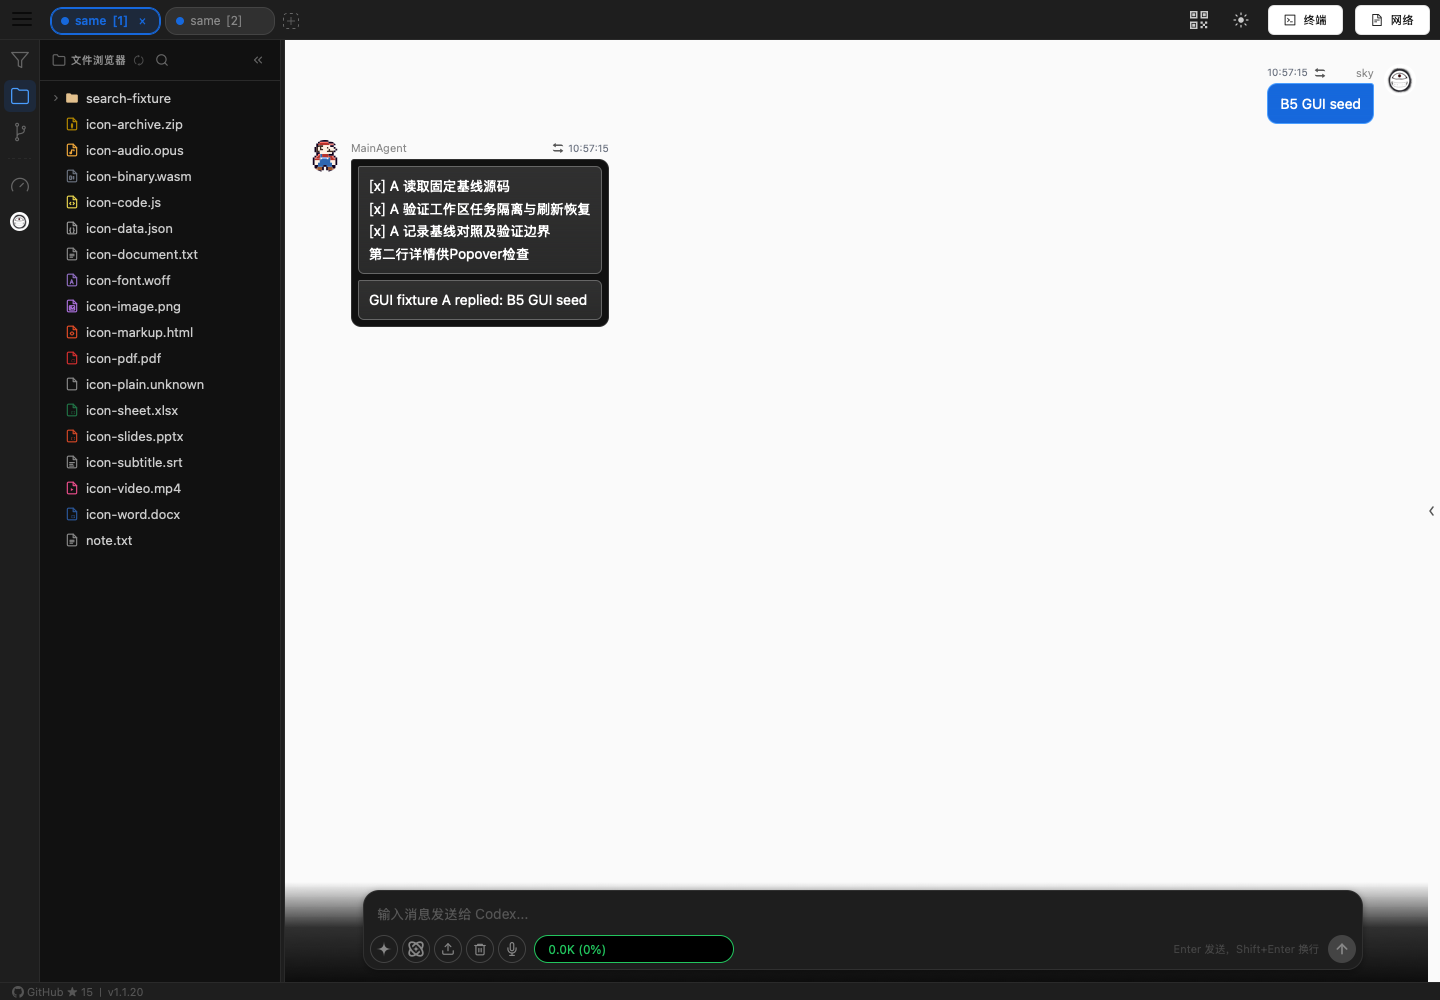 same [1] ×
same [2]
终端
网络
文件浏览器
search-fixture
icon-archive.zip
icon-audio.opus
icon-binary.wasm
icon-code.js
icon-data.json
icon-document.txt
icon-font.woff
icon-image.png
icon-markup.html
icon-pdf.pdf
icon-plain.unknown
icon-sheet.xlsx
icon-slides.pptx
icon-subtitle.srt
icon-video.mp4
icon-word.docx
note.txt
10:57:15 sky
B5 GUI seed
MainAgent 10:57:15
[x] A 读取固定基线源码
[x] A 验证工作区任务隔离与刷新恢复
[x] A 记录基线对照及验证边界
第二行详情供Popover检查
GUI fixture A replied: B5 GUI seed
输入消息发送给 Codex...
0.0K (0%)
Enter 发送, Shift+Enter 换行
GitHub ★ 15 | v1.1.20